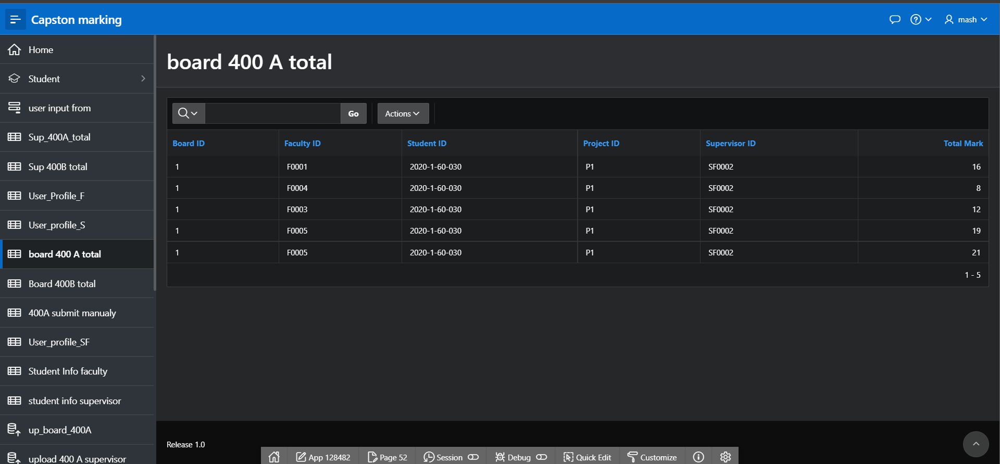 Capston marking
mash
Home
Student
user input from
Sup_400A_total
Sup 400B total
User_Profile_F
User_profile_S
board 400 A total
Board 400B total
400A submit manualy
User_profile_SF
Student Info faculty
student info supervisor
up_board_400A
upload 400 A supervisor
board 400 A total
Go Actions
Board ID Faculty ID Student ID Project ID Supervisor ID Total Mark
1 F0001 2020-1-60-030 P1 SF0002 16
1 F0004 2020-1-60-030 P1 SF0002 8
1 F0003 2020-1-60-030 P1 SF0002 12
1 F0005 2020-1-60-030 P1 SF0002 19
1 F0005 2020-1-60-030 P1 SF0002 21
1 - 5
Release 1.0
App 128482 Page 52 Session Debug Quick Edit Customize